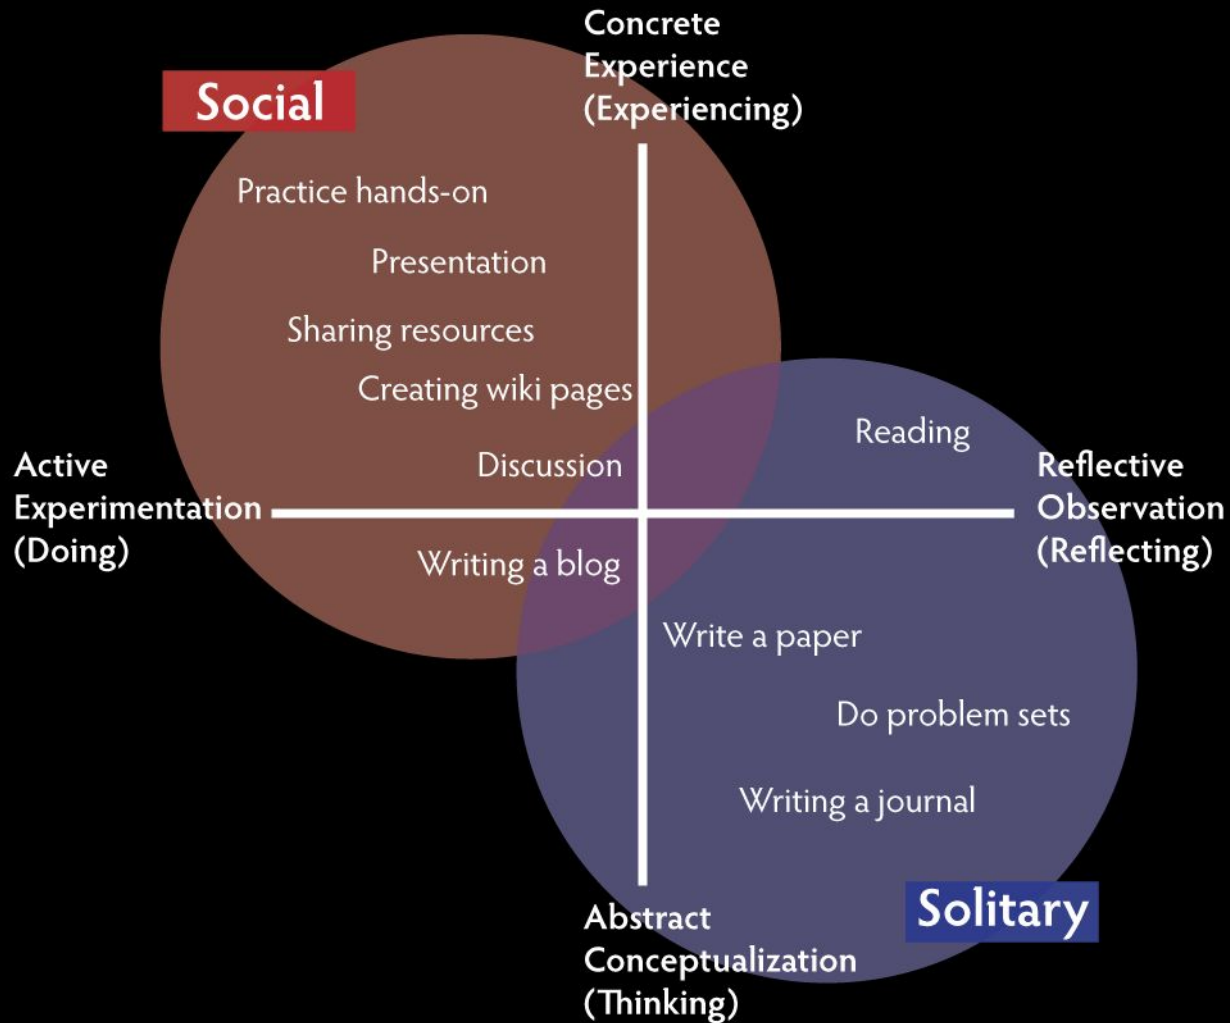 Concrete
Experience
(Experiencing)
Social
Practice hands-on
Presentation
Sharing resources
Creating wiki pages
Reading
Discussion
Active
Experimentation
(Doing)
Reflective
Observation
(Reflecting)
Writing a blog
Write a paper
Do problem sets
Writing a journal
Solitary
Abstract
Conceptualization
(Thinking)